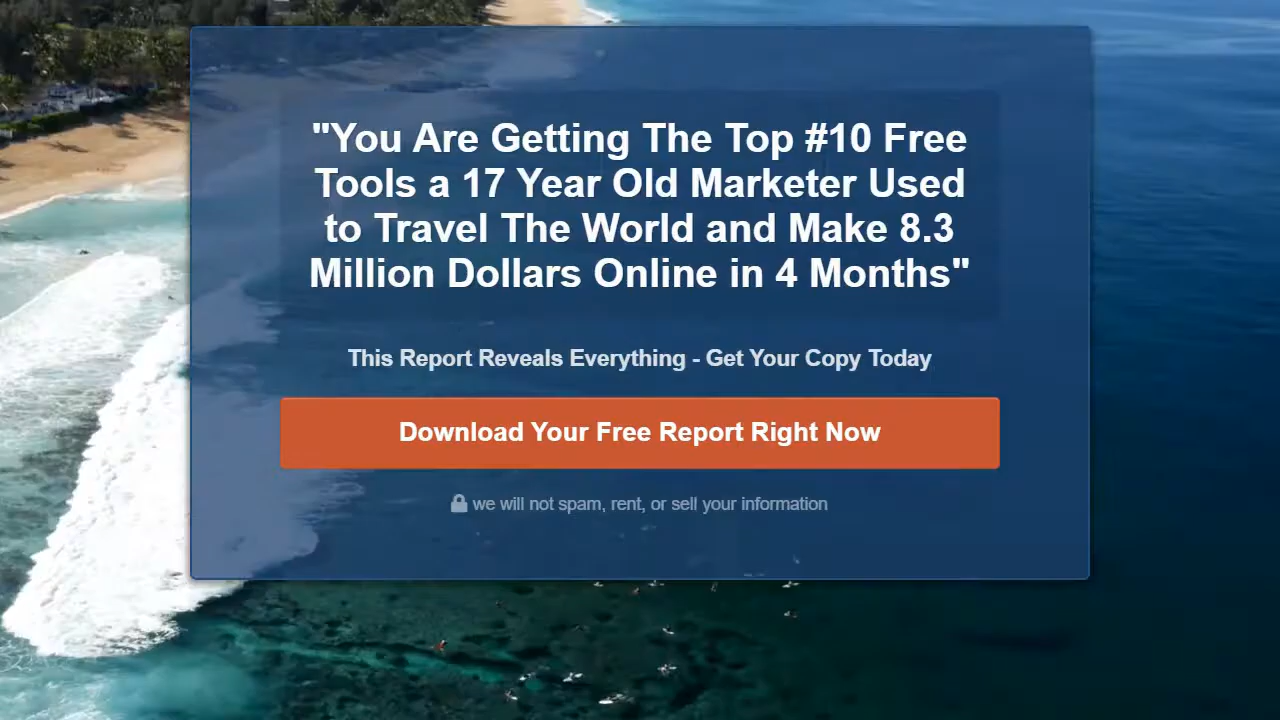 "You Are Getting The Top #10 Free
Tools a 17 Year Old Marketer Used
to Travel The World and Make 8.3
Million Dollars Online in 4 Months"
This Report Reveals Everything - Get Your Copy Today
Download Your Free Report Right Now
we will not spam, rent, or sell your information